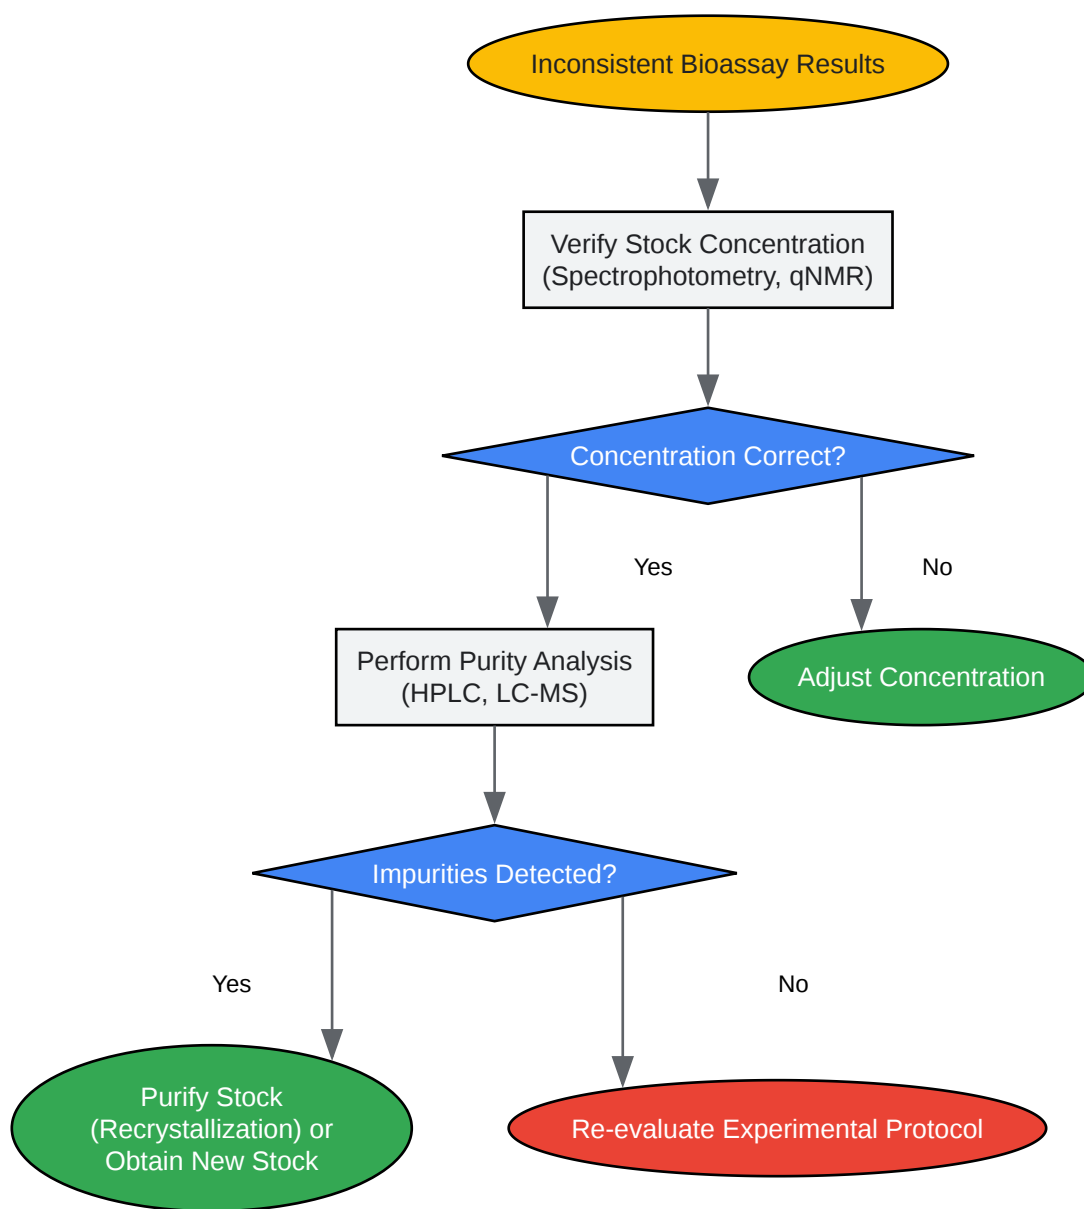 Inconsistent Bioassay Results
Verify Stock Concentration
(Spectrophotometry, qNMR)
Concentration Correct?
Yes
No
Perform Purity Analysis
(HPLC, LC-MS)
Adjust Concentration
Impurities Detected?
Yes
No
Purify Stock
(Recrystallization) or
Obtain New Stock
Re-evaluate Experimental Protocol